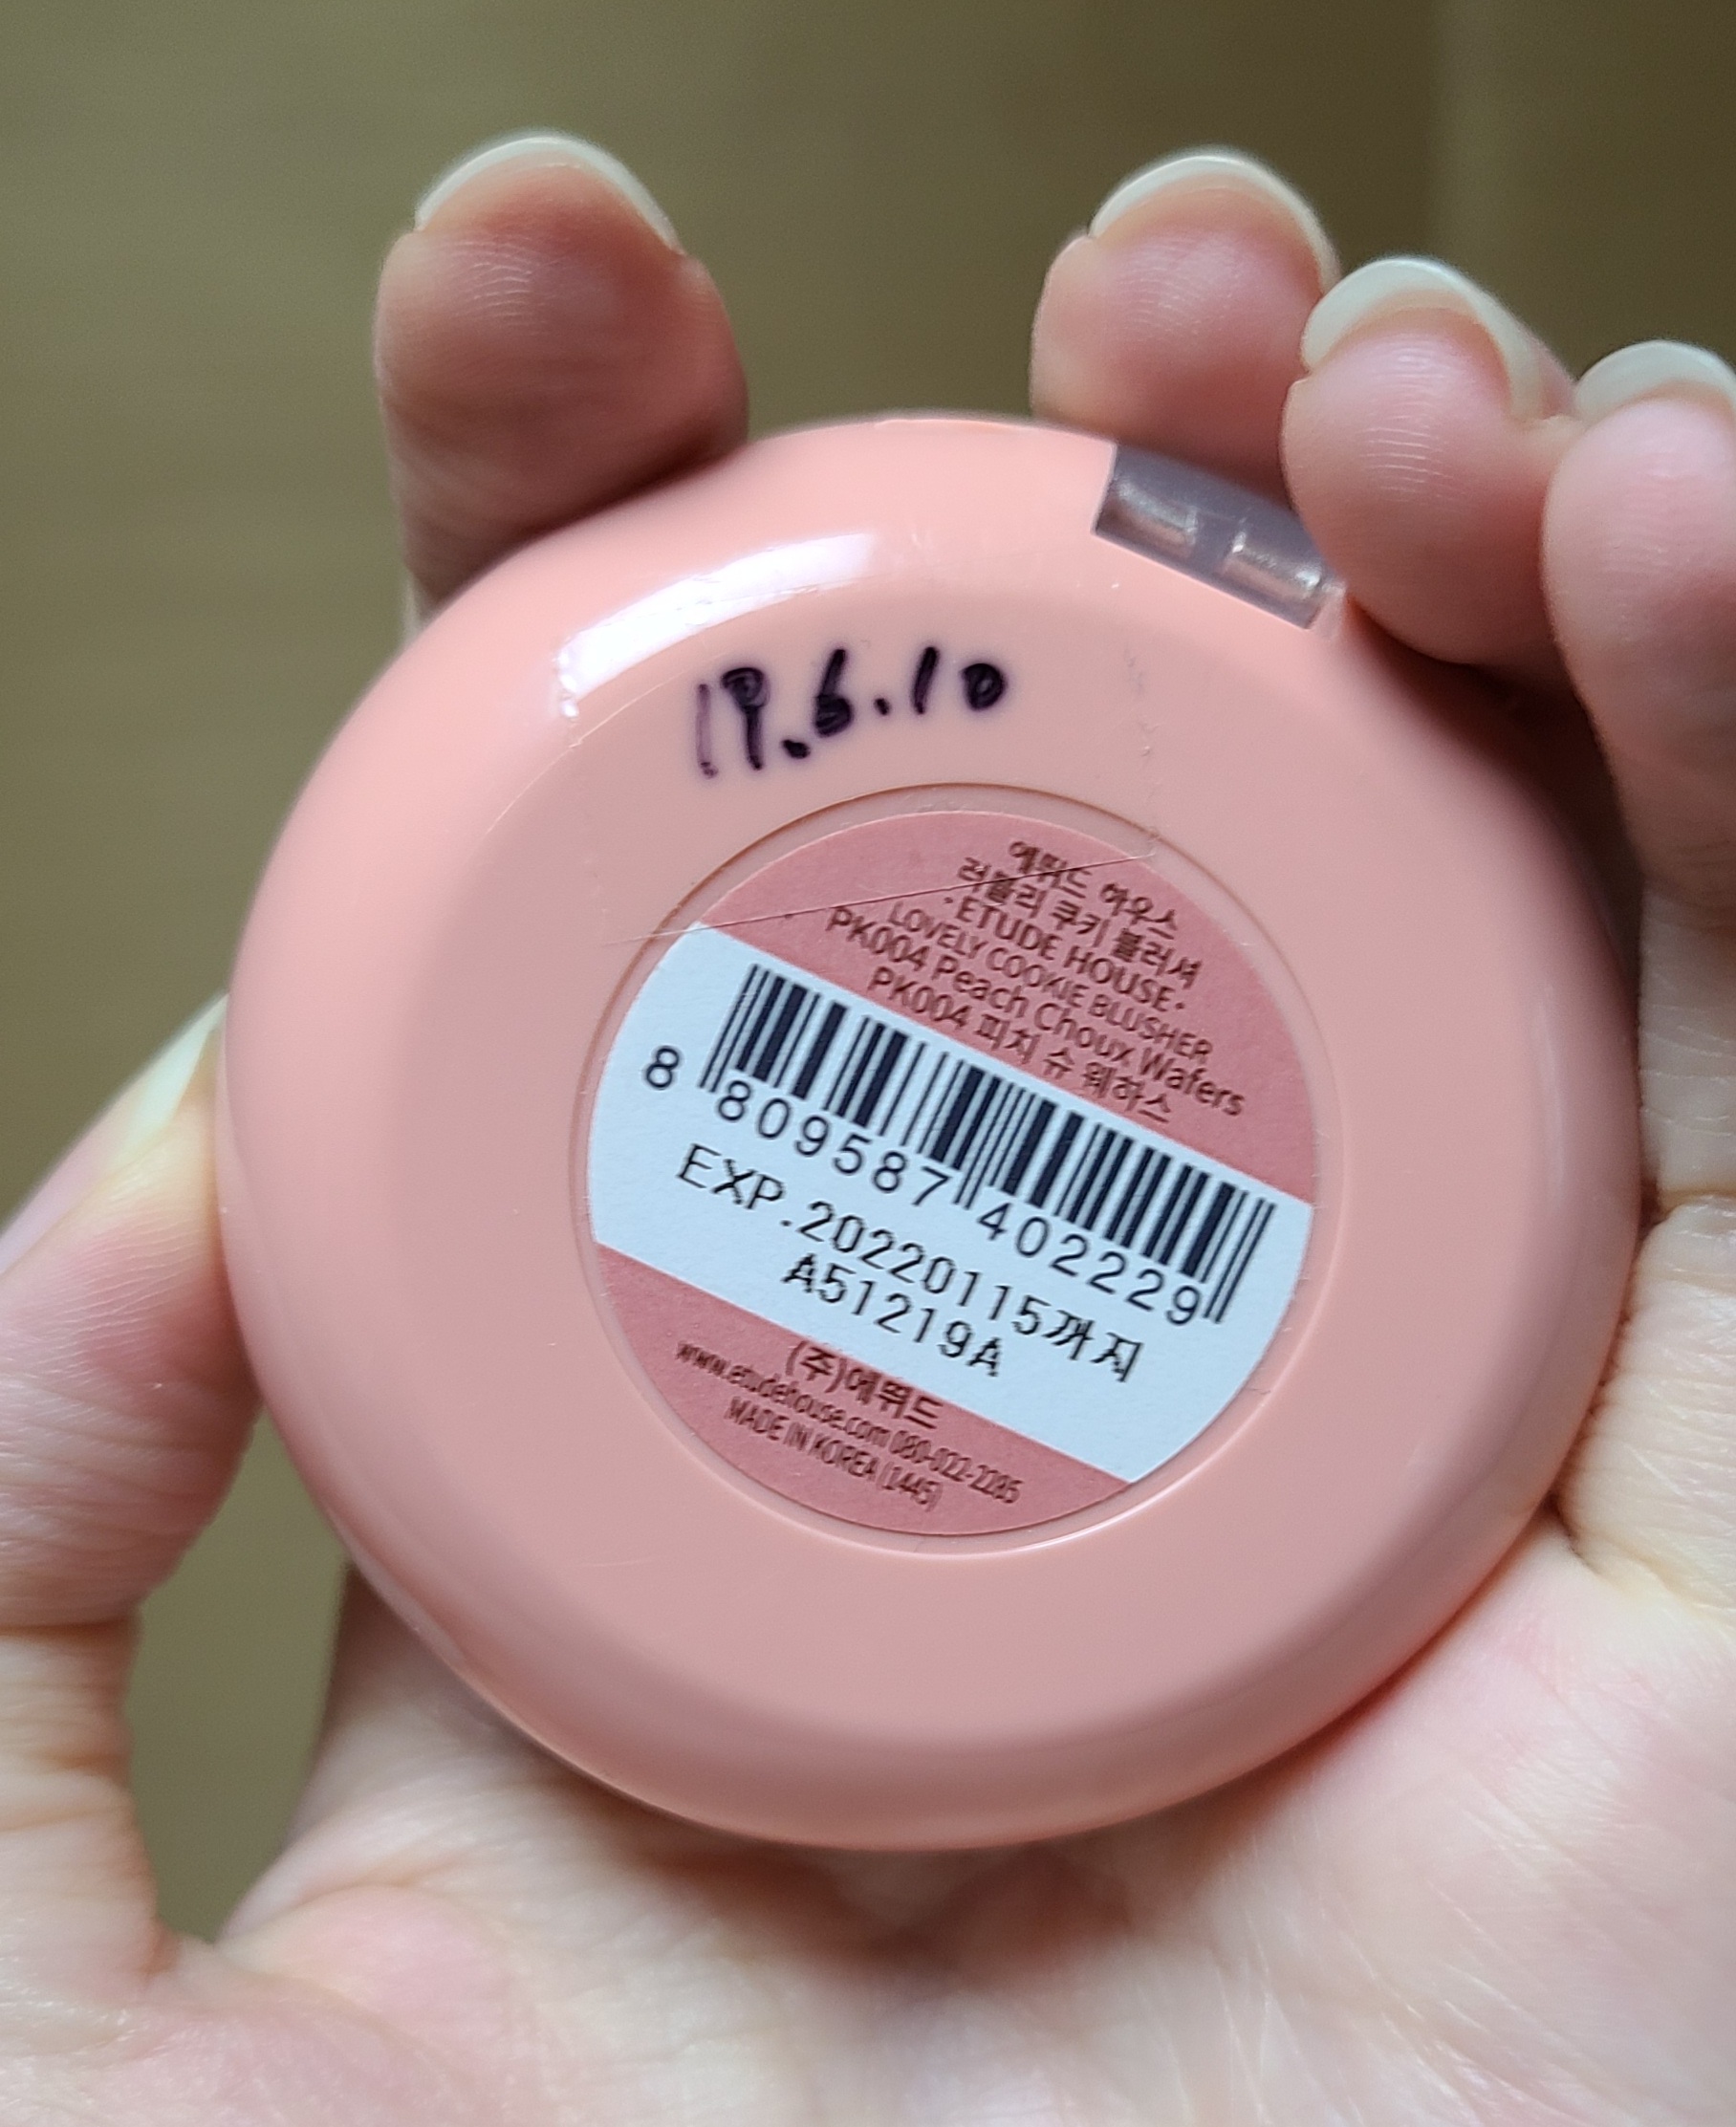 19.6.10
에뛰드 하우스
러블리 쿠키 블러셔
·ETUDE HOUSE·
LOVELY COOKIE BLUSHER
PK004 Peach Choux Wafers
PK004 피치 슈 웨하스
8 809587 402229
EXP.20220115까지
A51219A
(주)에뛰드
www.etudehouse.com 080-022-2285
MADE IN KOREA (1445)